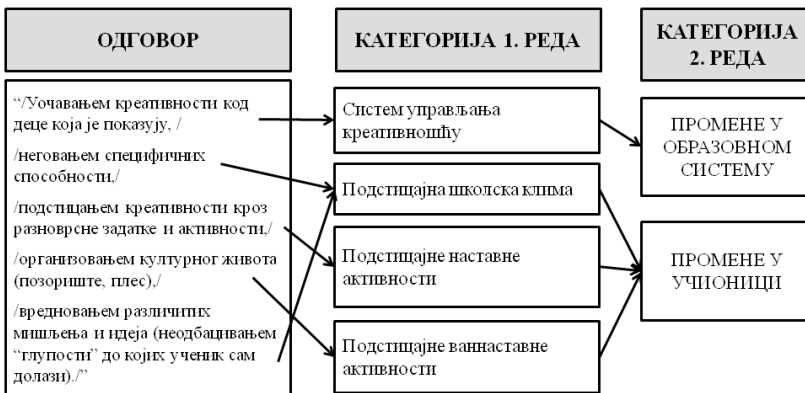 ОДГОВОР
“/Уочавањем креативности код
деце која је показују, /
/неговањем специфичних
способности,/
/подстицањем креативности кроз
разноврсне задатке и активности,/
/организовањем културног живота
(позориште, плес),/
/вредновањем различитих
мишљења и идеја (неодбацивањем
“глупости” до којих ученик сам
долази)./”
КАТЕГОРИЈА 1. РЕДА
Систем управљања
креативношћу
Подстицајна школска клима
Подстицајне наставне
активности
Подстицајне ваннаставне
активности
КАТЕГОРИЈА
2. РЕДА
ПРОМЕНЕ У
ОБРАЗОВНОМ
СИСТЕМУ
ПРОМЕНЕ У
УЧИОНИЦИ